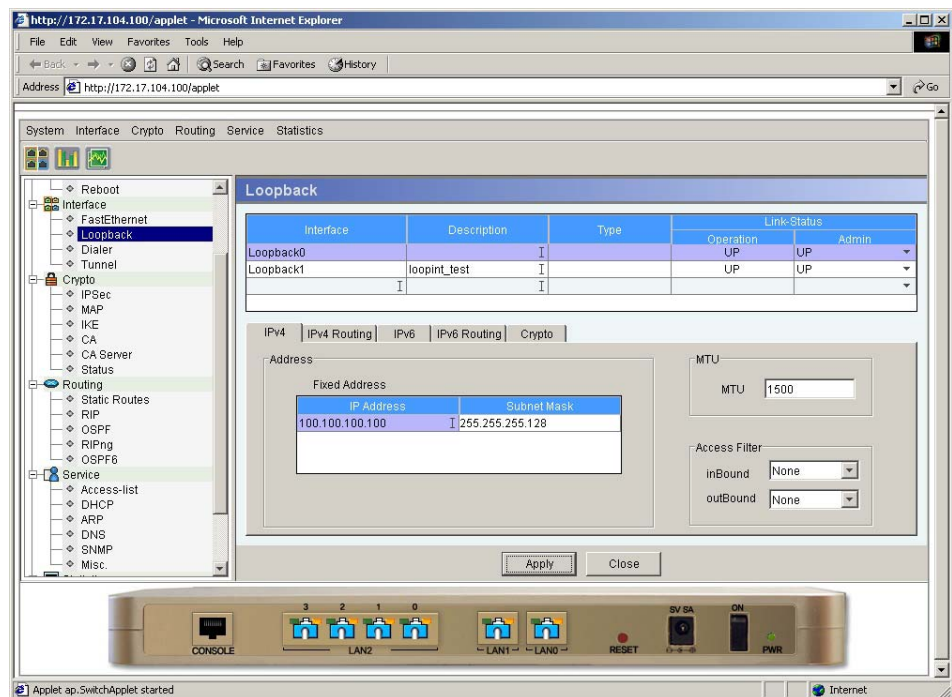 http://172.17.104.100/applet - Microsoft Internet Explorer
File Edit View Favorites Tools Help
Back Search Favorites History
Address http://172.17.104.100/applet Go
System Interface Crypto Routing Service Statistics
Reboot
Interface
FastEthernet
Loopback
Dialer
Tunnel
Crypto
IPSec
MAP
IKE
CA
CA Server
Status
Routing
Static Routes
RIP
OSPF
RIPng
OSPF6
Service
Access-list
DHCP
ARP
DNS
SNMP
Misc.
Loopback
Interface Description Type Link-Status
Operation Admin
Loopback0 UP UP
Loopback1 loopint_test UP UP
IPv4 IPv4 Routing IPv6 IPv6 Routing Crypto
Address
Fixed Address
IP Address Subnet Mask
100.100.100.100 255.255.255.128
MTU
MTU 1500
Access Filter
inBound None
outBound None
Apply Close
3 2 1 0
CONSOLE LAN2 LAN1 LAN0 RESET ON PWR
Applet ap.SwitchApplet started Internet